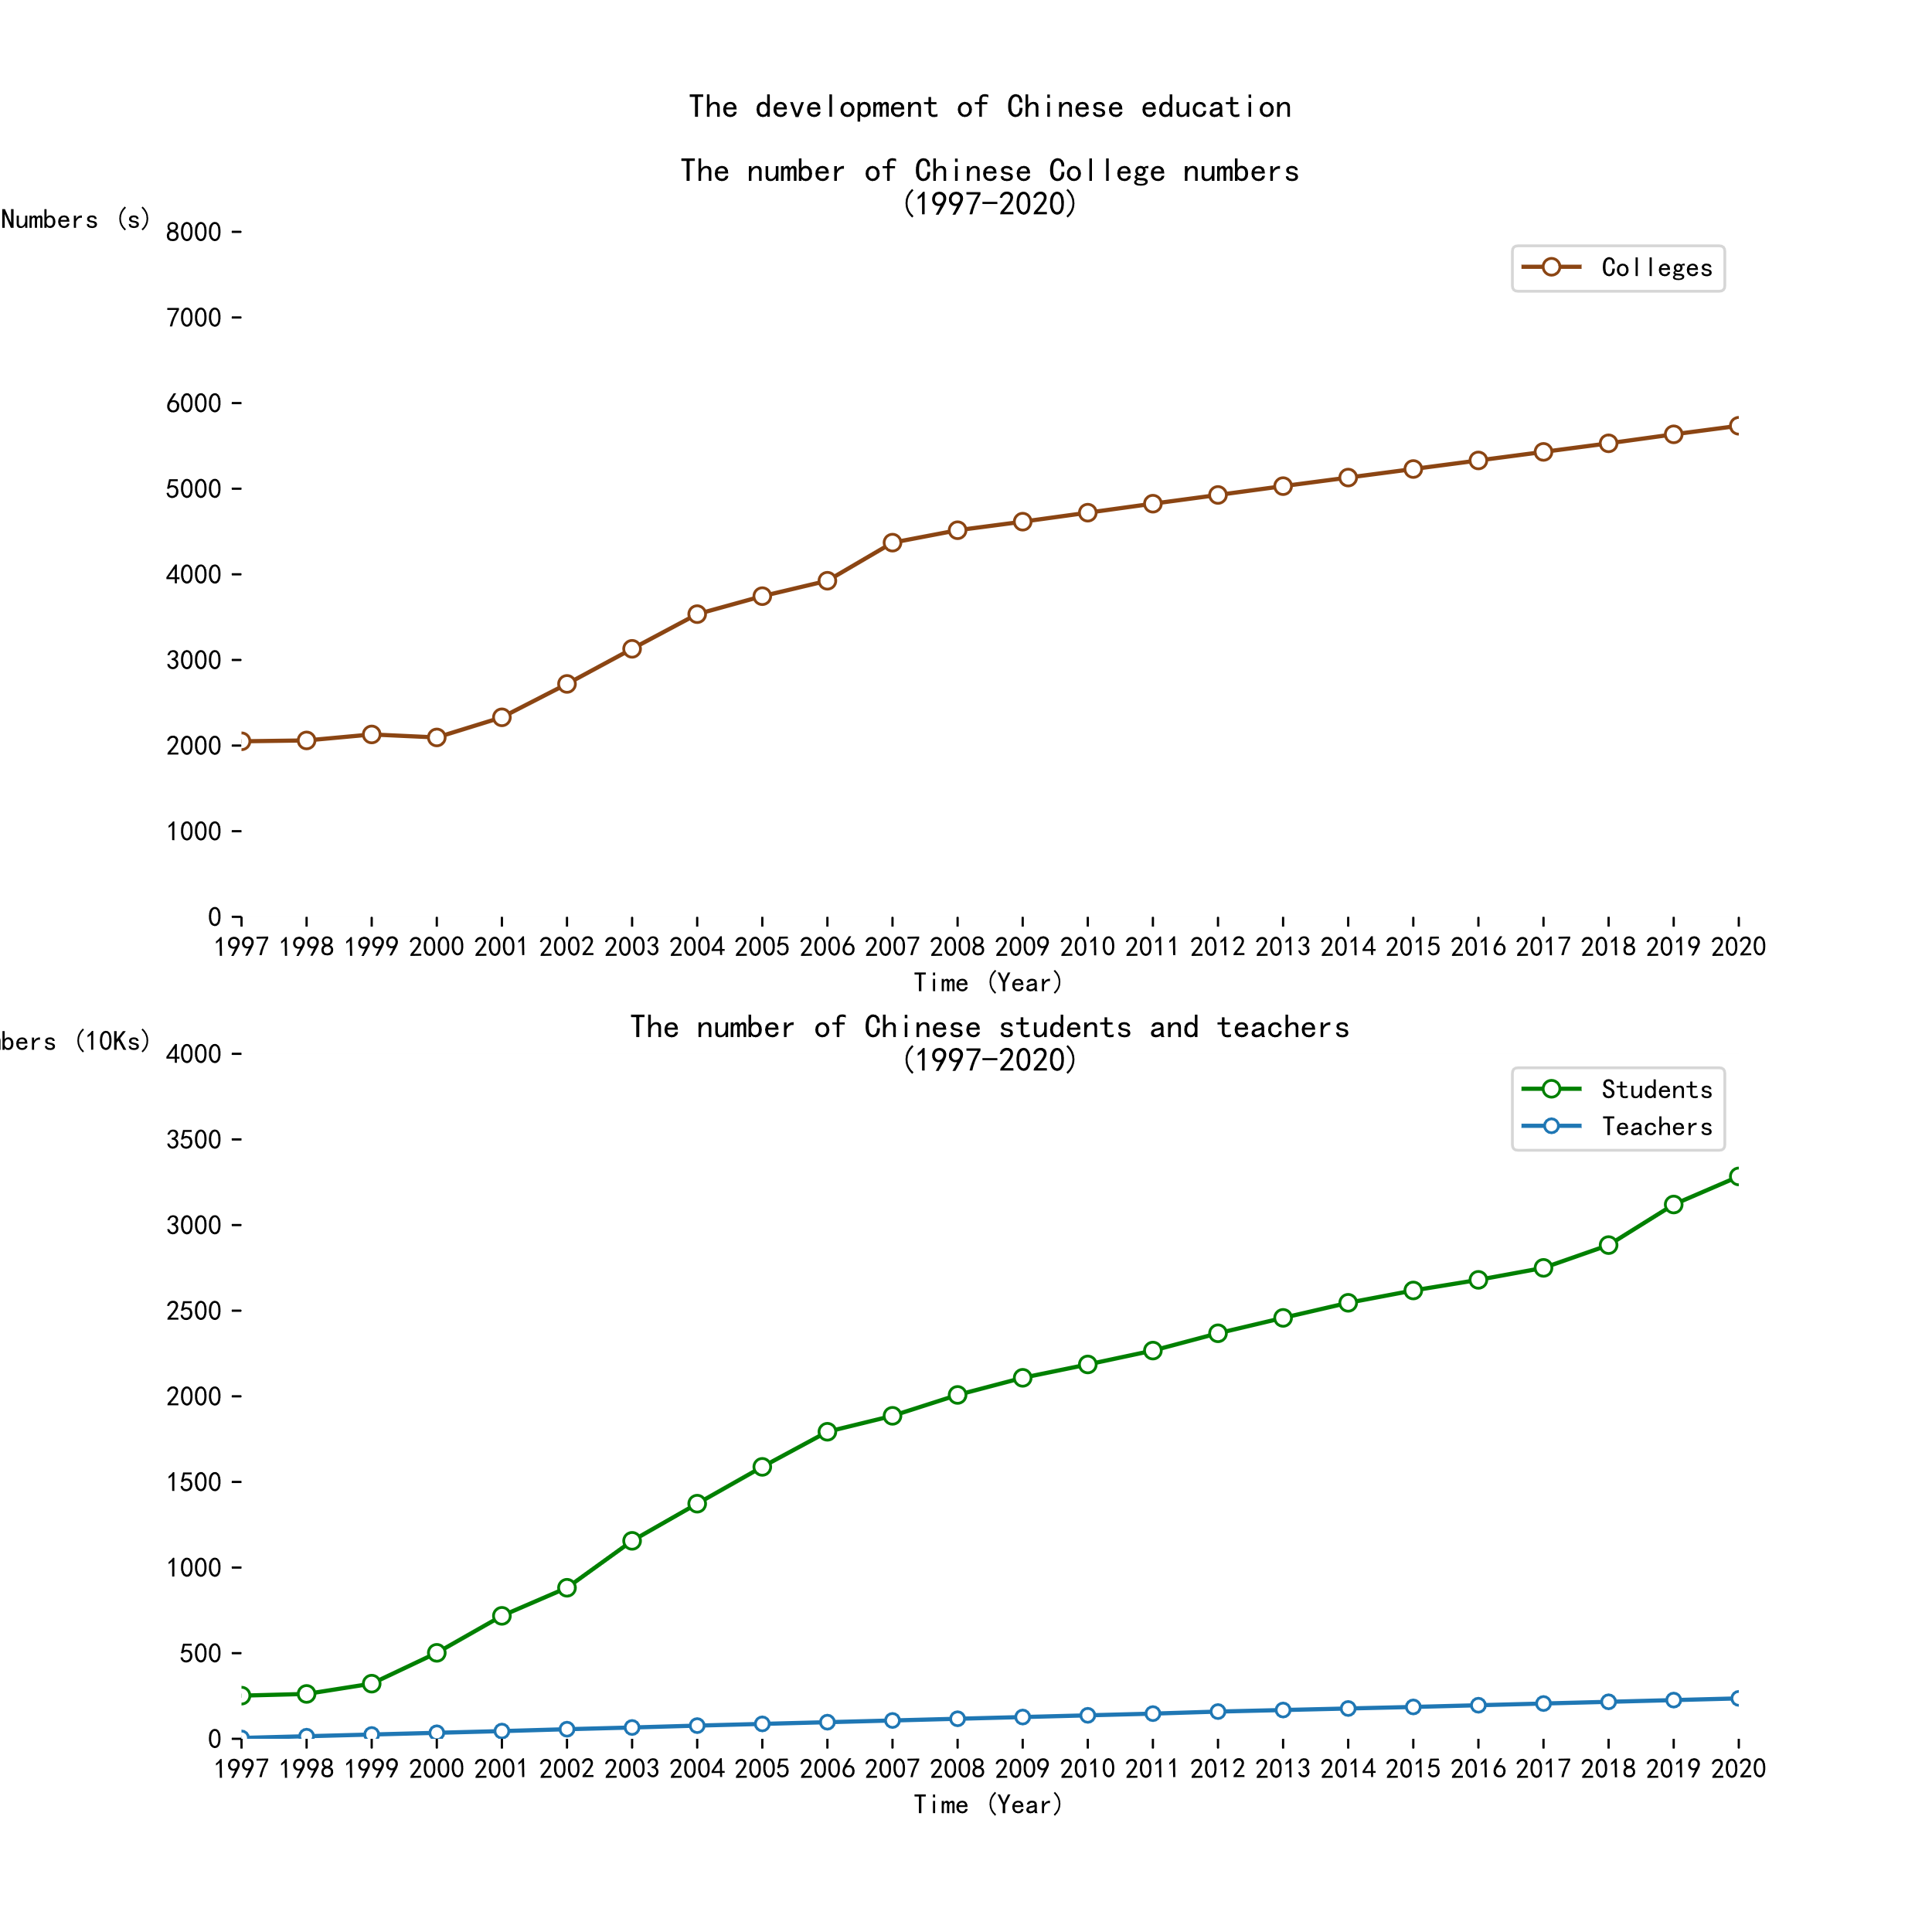 The development of Chinese education
The number of Chinese College numbers
(1997-2020)
Numbers (s)
8000
7000
6000
5000
4000
3000
2000
1000
0
Colleges
1997 1998 1999 2000 2001 2002 2003 2004 2005 2006 2007 2008 2009 2010 2011 2012 2013 2014 2015 2016 2017 2018 2019 2020
Time (Year)
The number of Chinese students and teachers
(1997-2020)
(10Ks)
4000
3500
3000
2500
2000
1500
1000
500
0
Students
Teachers
1997 1998 1999 2000 2001 2002 2003 2004 2005 2006 2007 2008 2009 2010 2011 2012 2013 2014 2015 2016 2017 2018 2019 2020
Time (Year)